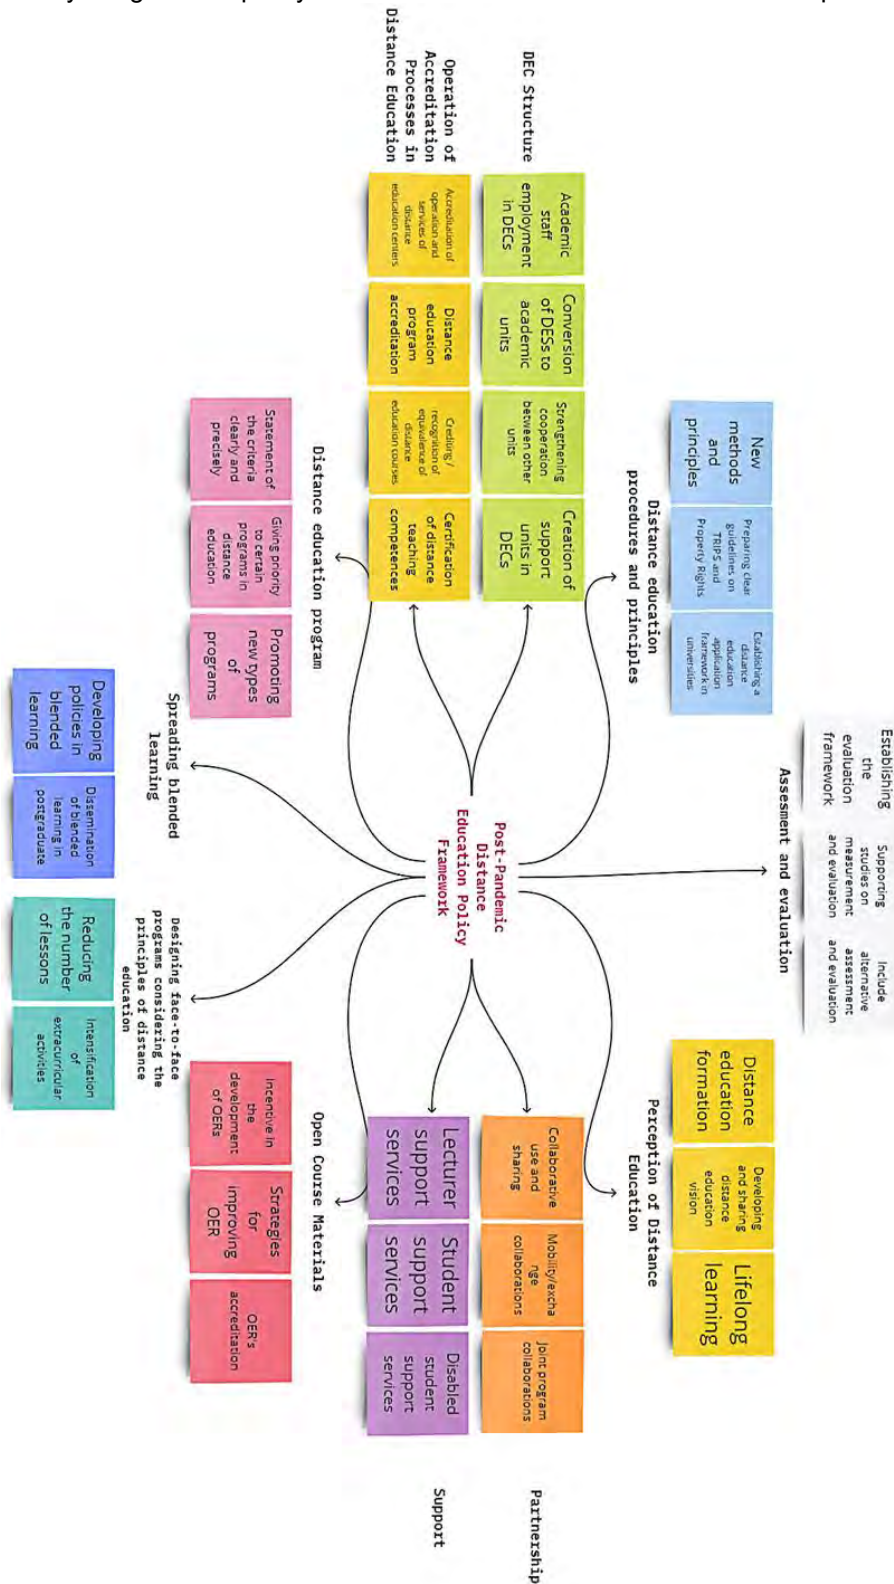 Establishing
the
evaluation
framework
Supporting
studies on
measurement
and evaluation
Include
alternative
assessment
and evaluation
Assesment and evaluation
New
methods
and
principles
Preparing clear
guidelines on
TRIPS and
Property Rights
Establishing a
distance
education
application
framework in
universities
Distance education
procedures and principles
Distance
education
formation
Developing
and sharing
distance
education
vision
Lifelong
learning
Perception of Distance
Education
DEC Structure
Academic
staff
employment
in DECs
Conversion
of DESs to
academic
units
Strengthening
cooperation
between other
units
Creation of
support
units in
DECs
Post-Pandemic
Distance
Education Policy
Framework
Collaborative
use and
sharing
Mobility/excha
nge
collaborations
Joint program
collaborations
Partnership
Operation of
Accreditation
Processes in
Distance Education
Accreditation of
operation and
services of
distance
education centers
Distance
education
program
accreditation
Crediting /
recognition of
equivalence of
distance
education courses
Certification
of distance
teaching
competences
Lecturer
support
services
Student
support
services
Disabled
student
support
services
Support
Distance education program
Statement of
the criteria
clearly and
precisely
Giving priority
to certain
programs in
distance
education
Promoting
new types
of
programs
Open Course Materials
Incentive in
the
development
of OERs
Strategies
for
improving
OER
OER's
accreditation
Spreading blended
learning
Developing
policies in
blended
learning
Dissemination
of blended
learning in
postgraduate
Designing face-to-face
programs considering the
principles of distance
education
Reducing
the number
of lessons
Intensification
of
extracurricular
activities